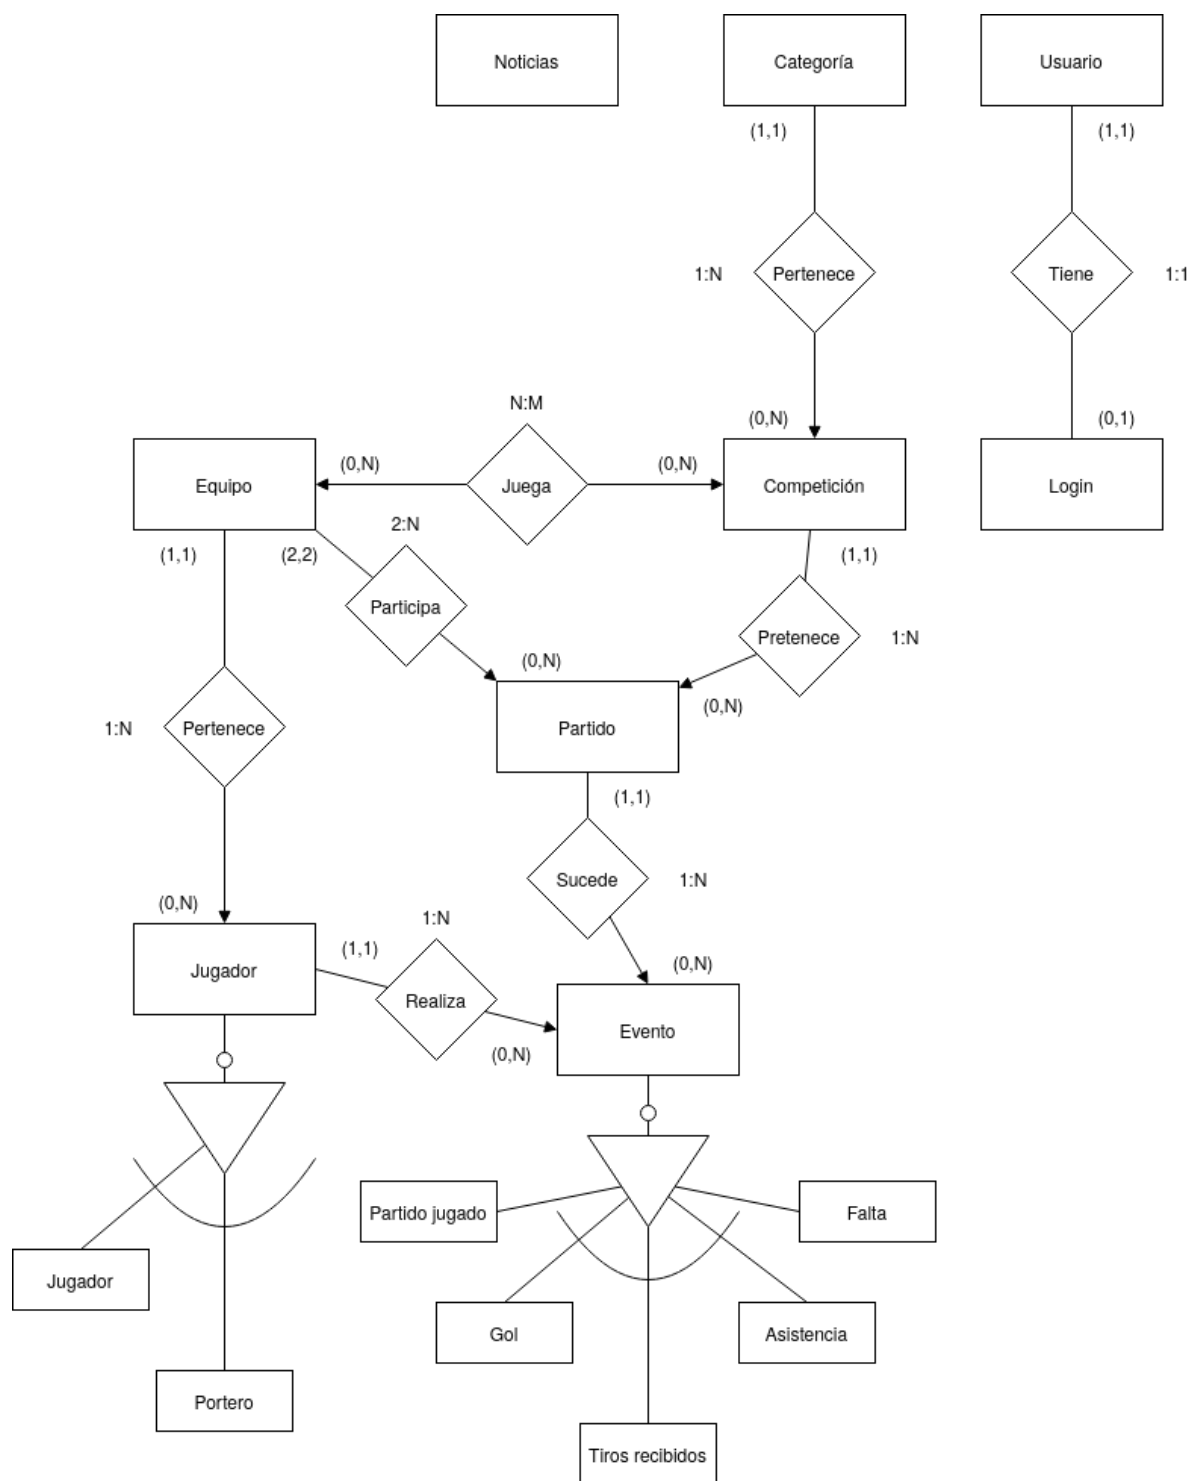 Noticias
Categoría
Usuario
(1,1)
(1,1)
1:N
Pertenece
Tiene
1:1
N:M
(0,N)
(0,1)
(0,N)
(0,N)
Equipo
Juega
Competición
Login
2:N
(1,1)
(2,2)
(1,1)
Participa
Pretenece
1:N
(0,N)
(0,N)
1:N
Pertenece
Partido
(1,1)
Sucede
1:N
(0,N)
1:N
(1,1)
(0,N)
Jugador
Realiza
Evento
(0,N)
Partido jugado
Falta
Jugador
Gol
Asistencia
Portero
Tiros recibidos